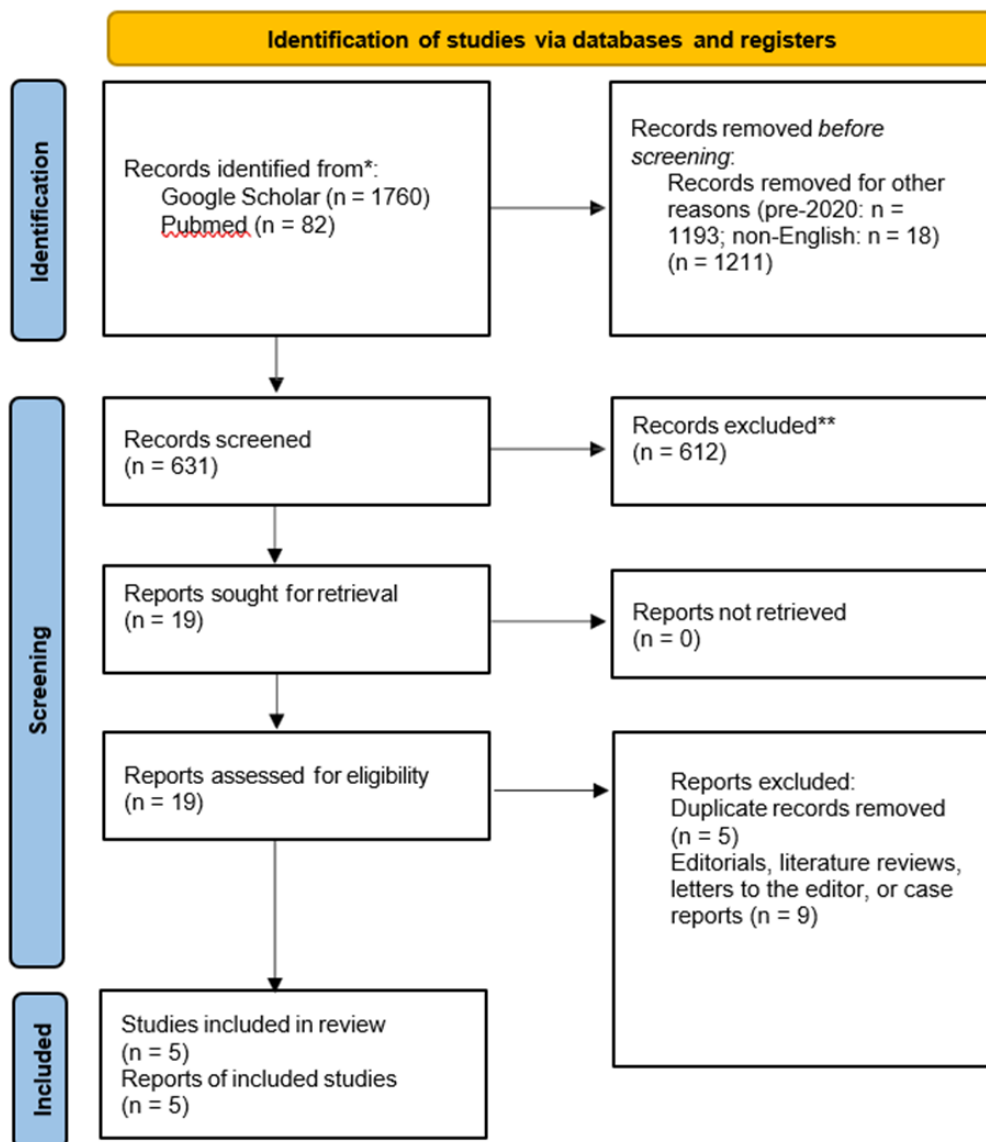 Identification of studies via databases and registers
Identification
Records identified from*:
Google Scholar (n = 1760)
Pubmed (n = 82)
Records removed before
screening:
Records removed for other
reasons (pre-2020: n =
1193; non-English: n = 18)
(n = 1211)
Screening
Records screened
(n = 631)
Records excluded**
(n = 612)
Reports sought for retrieval
(n = 19)
Reports not retrieved
(n = 0)
Reports assessed for eligibility
(n = 19)
Reports excluded:
Duplicate records removed
(n = 5)
Editorials, literature reviews,
letters to the editor, or case
reports (n = 9)
Included
Studies included in review
(n = 5)
Reports of included studies
(n = 5)